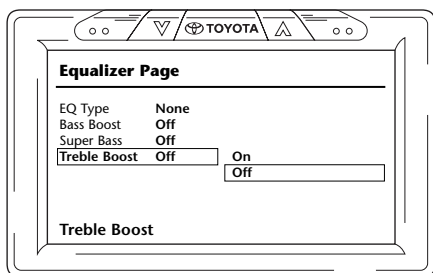 TOYOTA
Equalizer Page
EQ Type None
Bass Boost Off
Super Bass Off
Treble Boost Off On
Off
Treble Boost